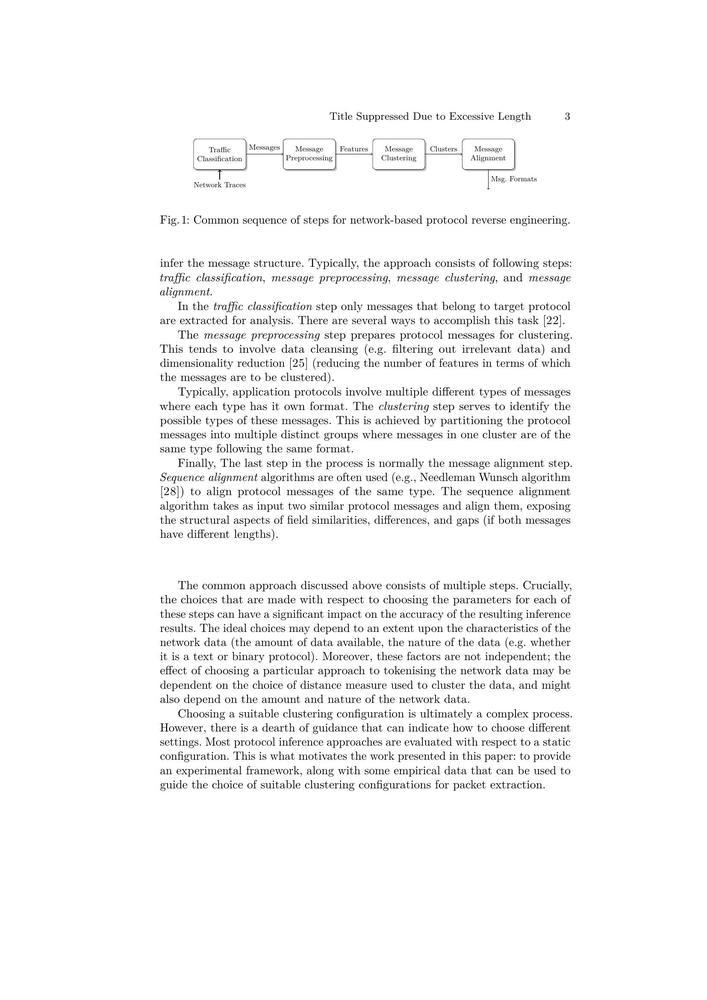 Title Suppressed Due to Excessive Length 3
Traffic
Classification
Messages
Message
Preprocessing
Features
Message
Clustering
Clusters
Message
Alignment
Network Traces
Msg. Formats
Fig. 1: Common sequence of steps for network-based protocol reverse engineering.
infer the message structure. Typically, the approach consists of following steps:
traffic classification, message preprocessing, message clustering, and message
alignment.
In the traffic classification step only messages that belong to target protocol
are extracted for analysis. There are several ways to accomplish this task [22].
The message preprocessing step prepares protocol messages for clustering.
This tends to involve data cleansing (e.g. filtering out irrelevant data) and
dimensionality reduction [25] (reducing the number of features in terms of which
the messages are to be clustered).
Typically, application protocols involve multiple different types of messages
where each type has it own format. The clustering step serves to identify the
possible types of these messages. This is achieved by partitioning the protocol
messages into multiple distinct groups where messages in one cluster are of the
same type following the same format.
Finally, The last step in the process is normally the message alignment step.
Sequence alignment algorithms are often used (e.g., Needleman Wunsch algorithm
[28]) to align protocol messages of the same type. The sequence alignment
algorithm takes as input two similar protocol messages and align them, exposing
the structural aspects of field similarities, differences, and gaps (if both messages
have different lengths).
The common approach discussed above consists of multiple steps. Crucially,
the choices that are made with respect to choosing the parameters for each of
these steps can have a significant impact on the accuracy of the resulting inference
results. The ideal choices may depend to an extent upon the characteristics of the
network data (the amount of data available, the nature of the data (e.g. whether
it is a text or binary protocol). Moreover, these factors are not independent; the
effect of choosing a particular approach to tokenising the network data may be
dependent on the choice of distance measure used to cluster the data, and might
also depend on the amount and nature of the network data.
Choosing a suitable clustering configuration is ultimately a complex process.
However, there is a dearth of guidance that can indicate how to choose different
settings. Most protocol inference approaches are evaluated with respect to a static
configuration. This is what motivates the work presented in this paper: to provide
an experimental framework, along with some empirical data that can be used to
guide the choice of suitable clustering configurations for packet extraction.